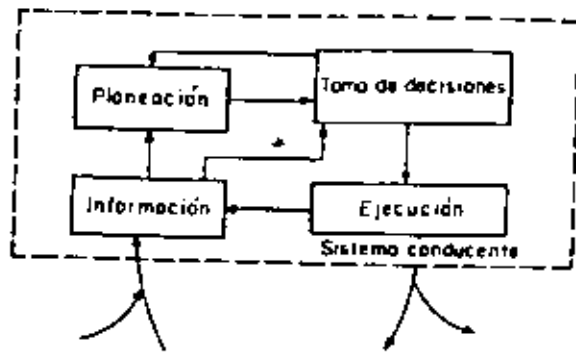 Planeación
Toma de decisiones
Información
Ejecución
Sistema conducente